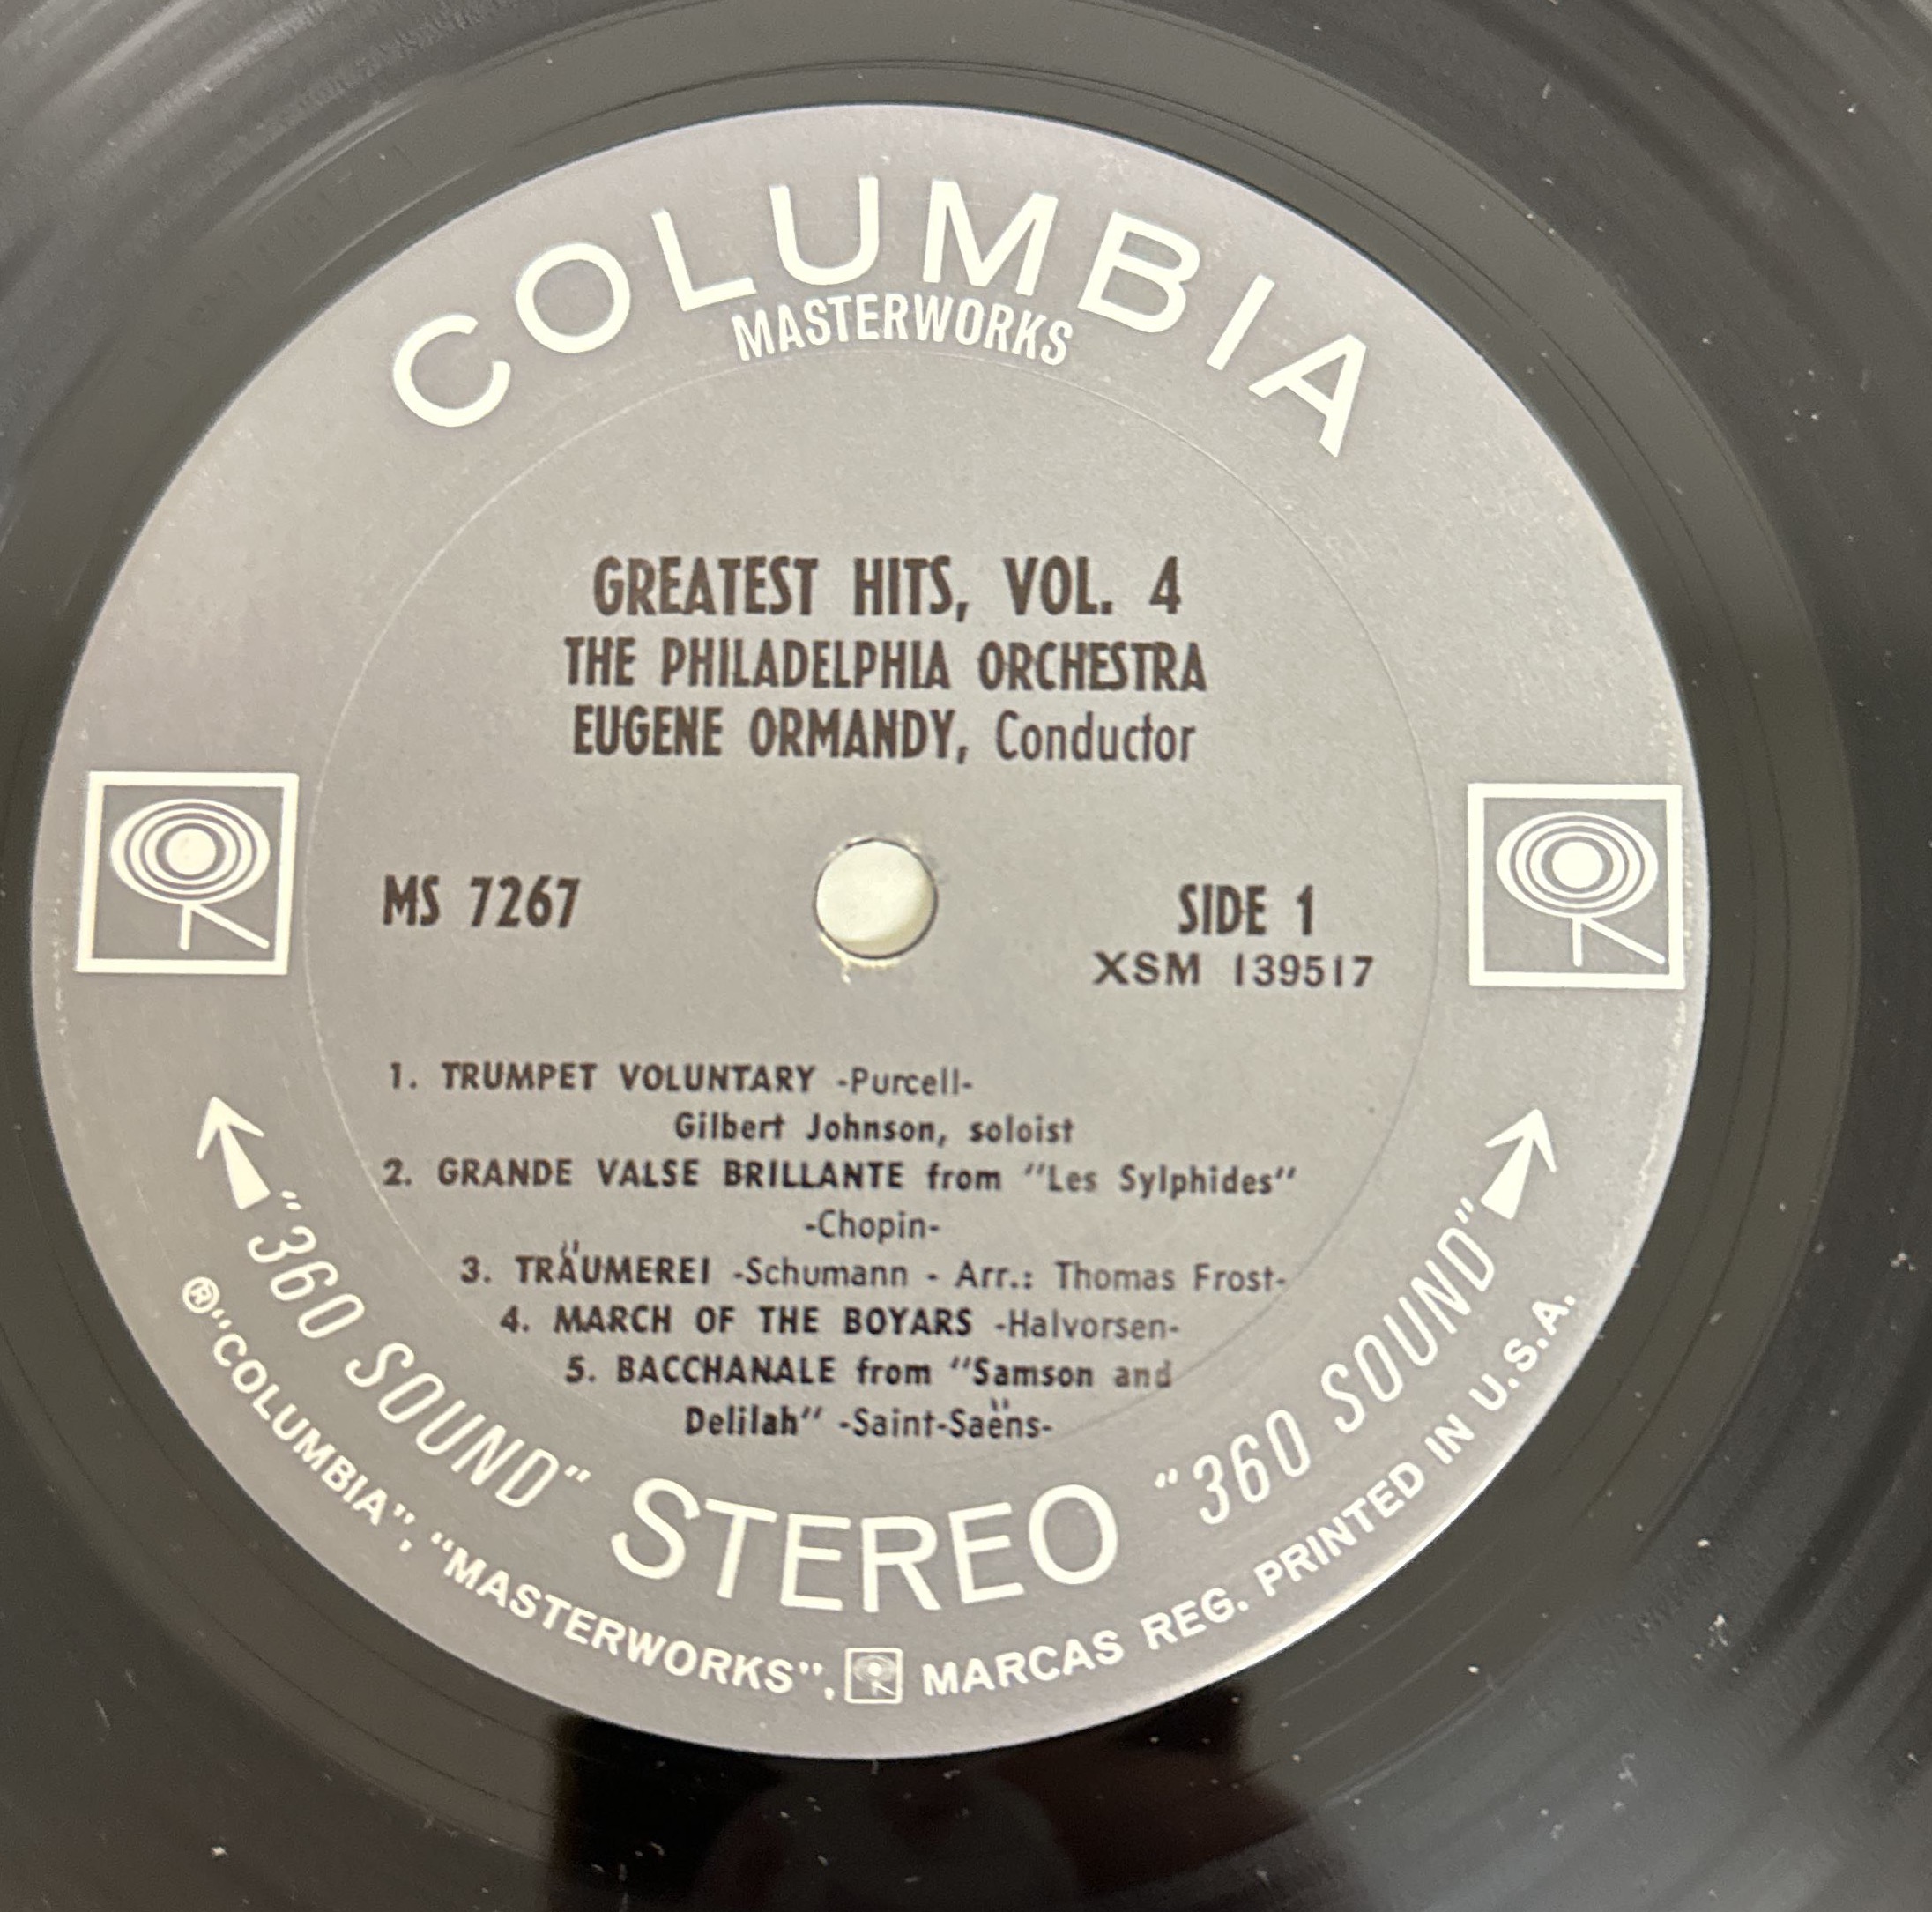 COLUMBIA
MASTERWORKS
GREATEST HITS, VOL. 4
THE PHILADELPHIA ORCHESTRA
EUGENE ORMANDY, Conductor
MS 7267
SIDE 1
XSM 139517
1. TRUMPET VOLUNTARY -Purcell-
Gilbert Johnson, soloist
2. GRANDE VALSE BRILLANTE from "Les Sylphides"
-Chopin-
3. TRÄUMEREI -Schumann - Arr.: Thomas Frost-
4. MARCH OF THE BOYARS -Halvorsen-
5. BACCHANALE from "Samson and
Delilah" -Saint-Saëns-
"360 SOUND" STEREO "360 SOUND"
®"COLUMBIA", "MASTERWORKS", MARCAS REG. PRINTED IN U.S.A.